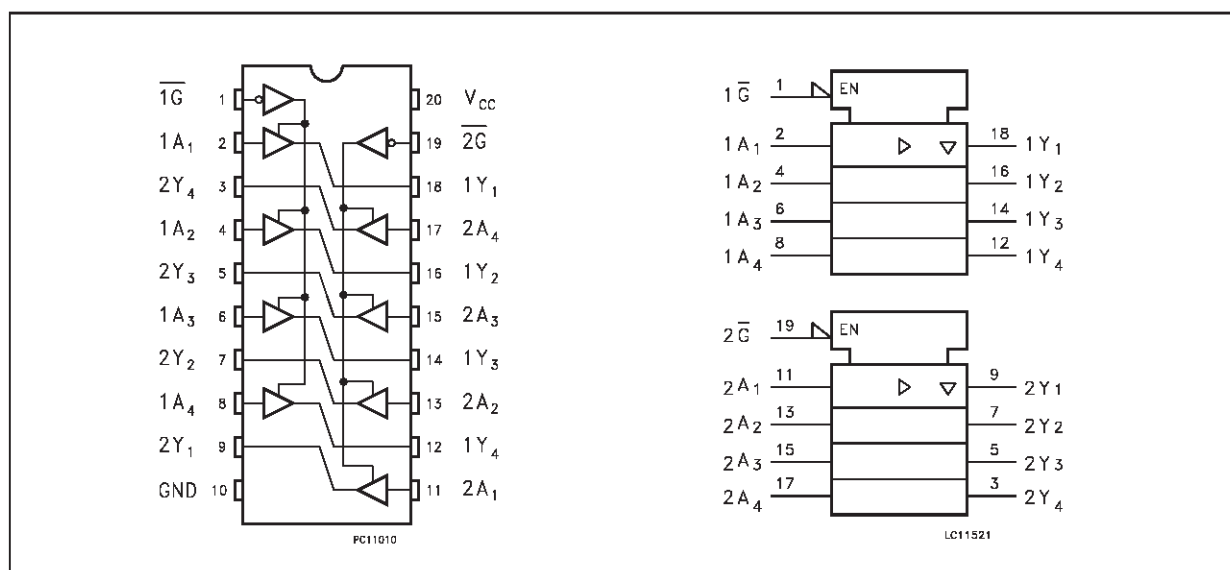 1G̅ 1 20 VCC
1A1 2 19 2G̅
2Y4 3 18 1Y1
1A2 4 17 2A4
2Y3 5 16 1Y2
1A3 6 15 2A3
2Y2 7 14 1Y3
1A4 8 13 2A2
2Y1 9 12 1Y4
GND 10 11 2A1
PC11010
1G̅ 1 EN
1A1 2 18 1Y1
1A2 4 16 1Y2
1A3 6 14 1Y3
1A4 8 12 1Y4
2G̅ 19 EN
2A1 11 9 2Y1
2A2 13 7 2Y2
2A3 15 5 2Y3
2A4 17 3 2Y4
LC11521